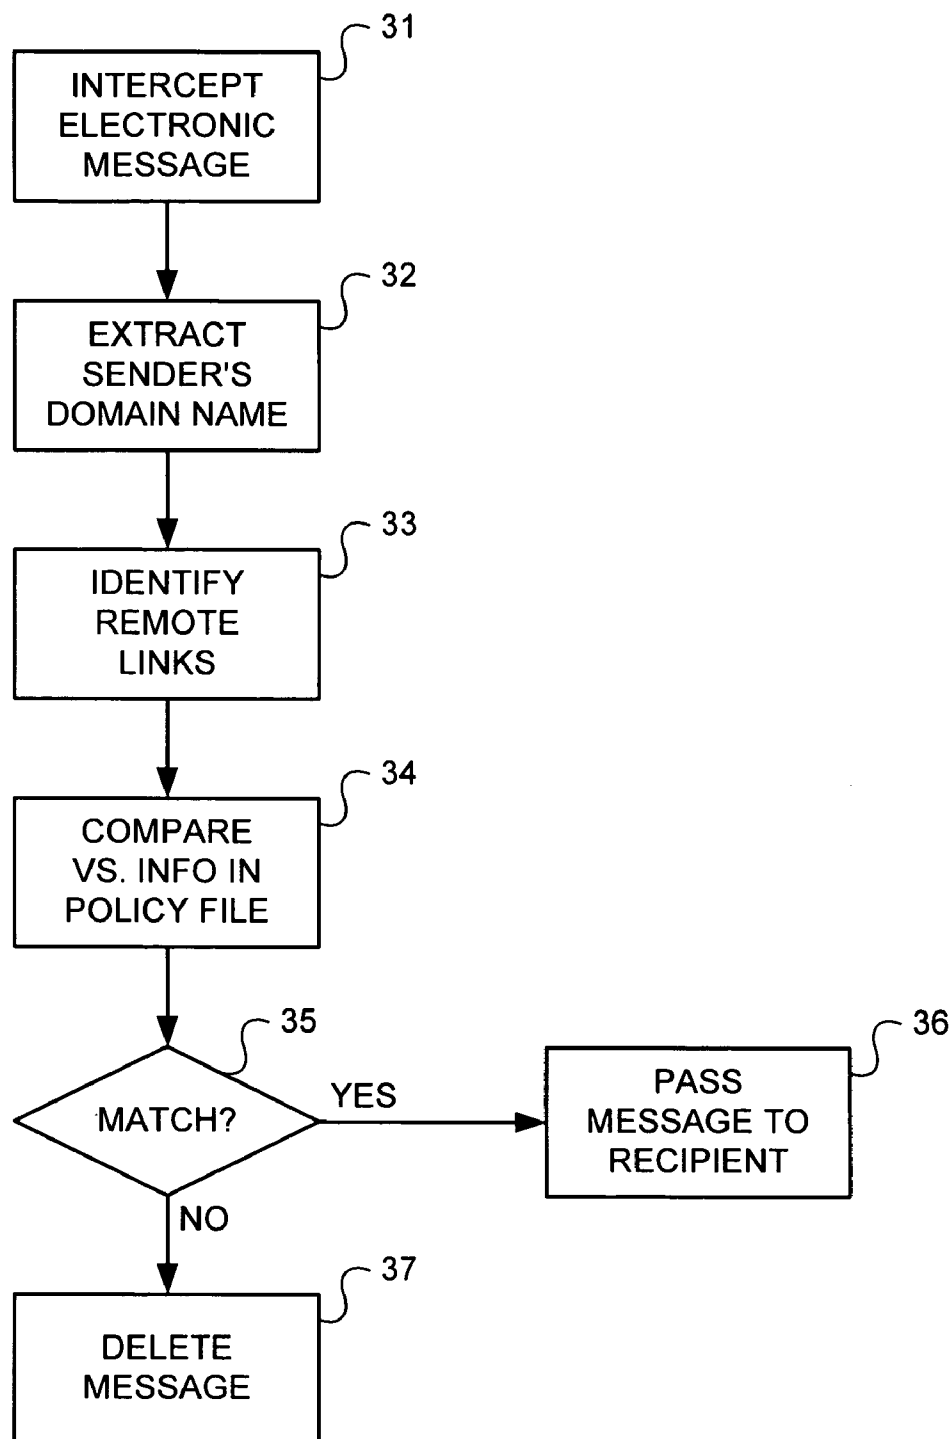 31
INTERCEPT
ELECTRONIC
MESSAGE
32
EXTRACT
SENDER'S
DOMAIN NAME
33
IDENTIFY
REMOTE
LINKS
34
COMPARE
VS. INFO IN
POLICY FILE
35
MATCH?
YES
36
PASS
MESSAGE TO
RECIPIENT
NO
37
DELETE
MESSAGE